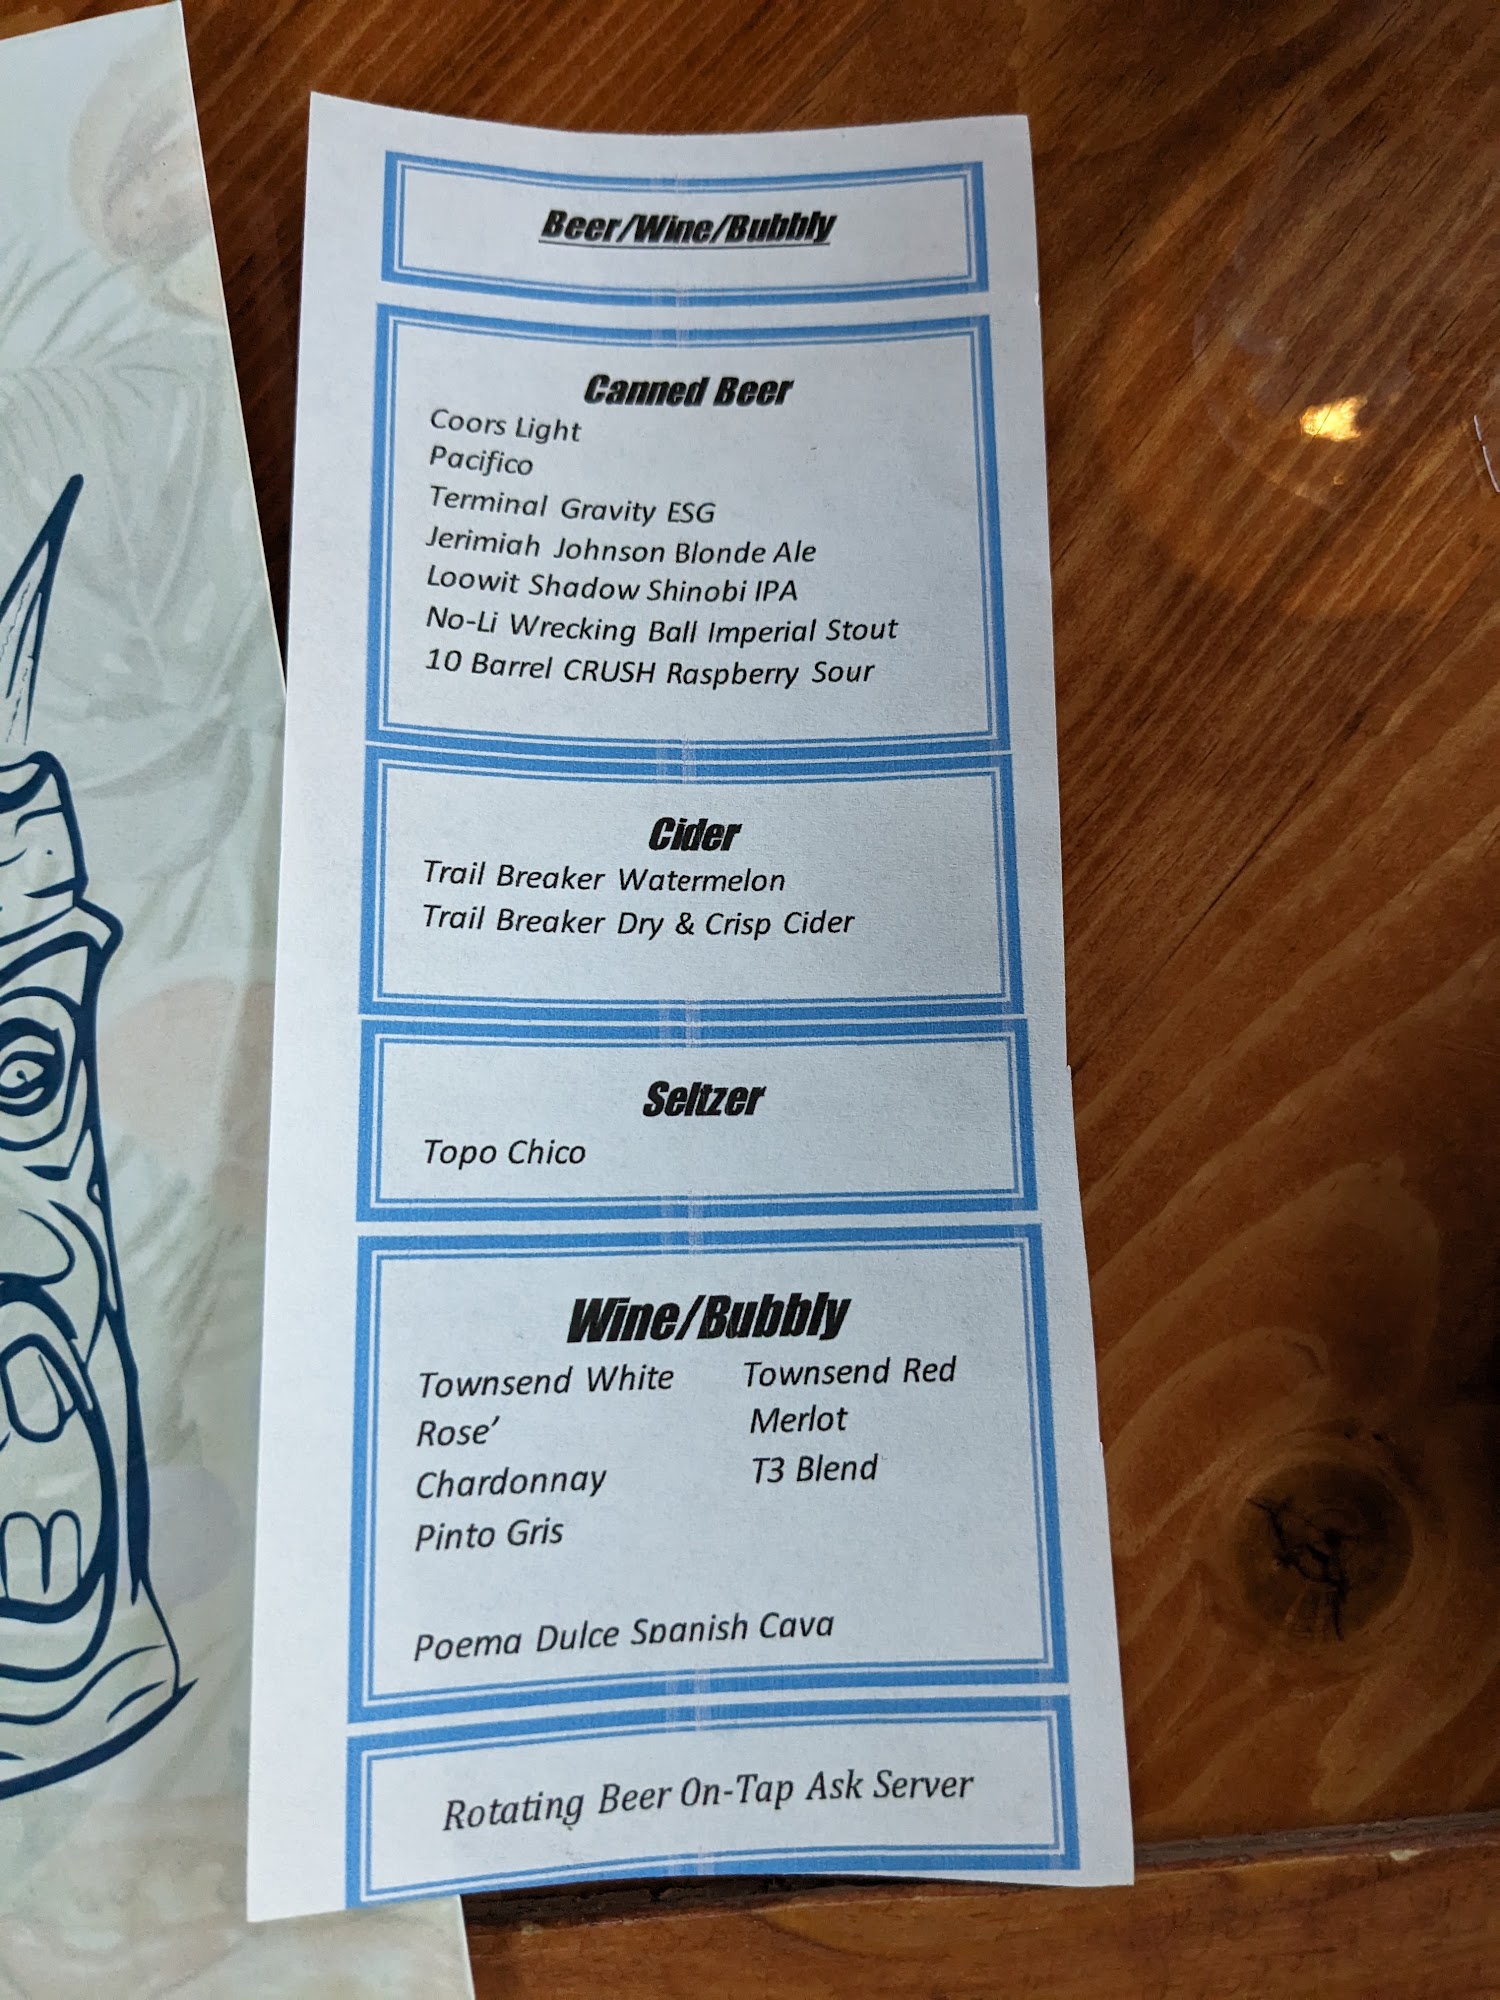 Beer/Wine/Bubbly
Canned Beer
Coors Light
Pacifico
Terminal Gravity ESG
Jerimiah Johnson Blonde Ale
Loowit Shadow Shinobi IPA
No-Li Wrecking Ball Imperial Stout
10 Barrel CRUSH Raspberry Sour
Cider
Trail Breaker Watermelon
Trail Breaker Dry & Crisp Cider
Seltzer
Topo Chico
Wine/Bubbly
Townsend White Townsend Red
Rose’ Merlot
Chardonnay T3 Blend
Pinto Gris
Poema Dulce Spanish Cava
Rotating Beer On-Tap Ask Server